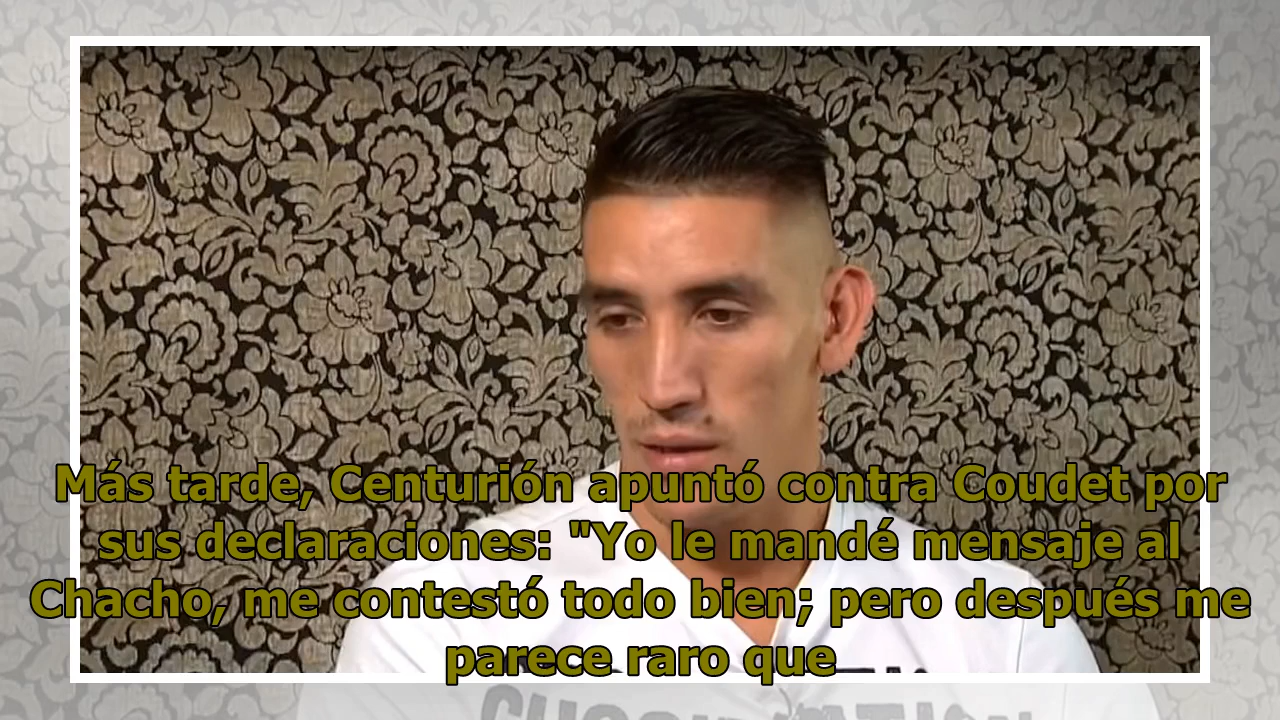 Más tarde, Centurión apuntó contra Coudet por
sus declaraciones: "Yo le mandé mensaje al
Chacho, me contestó todo bien; pero después me
parece raro que